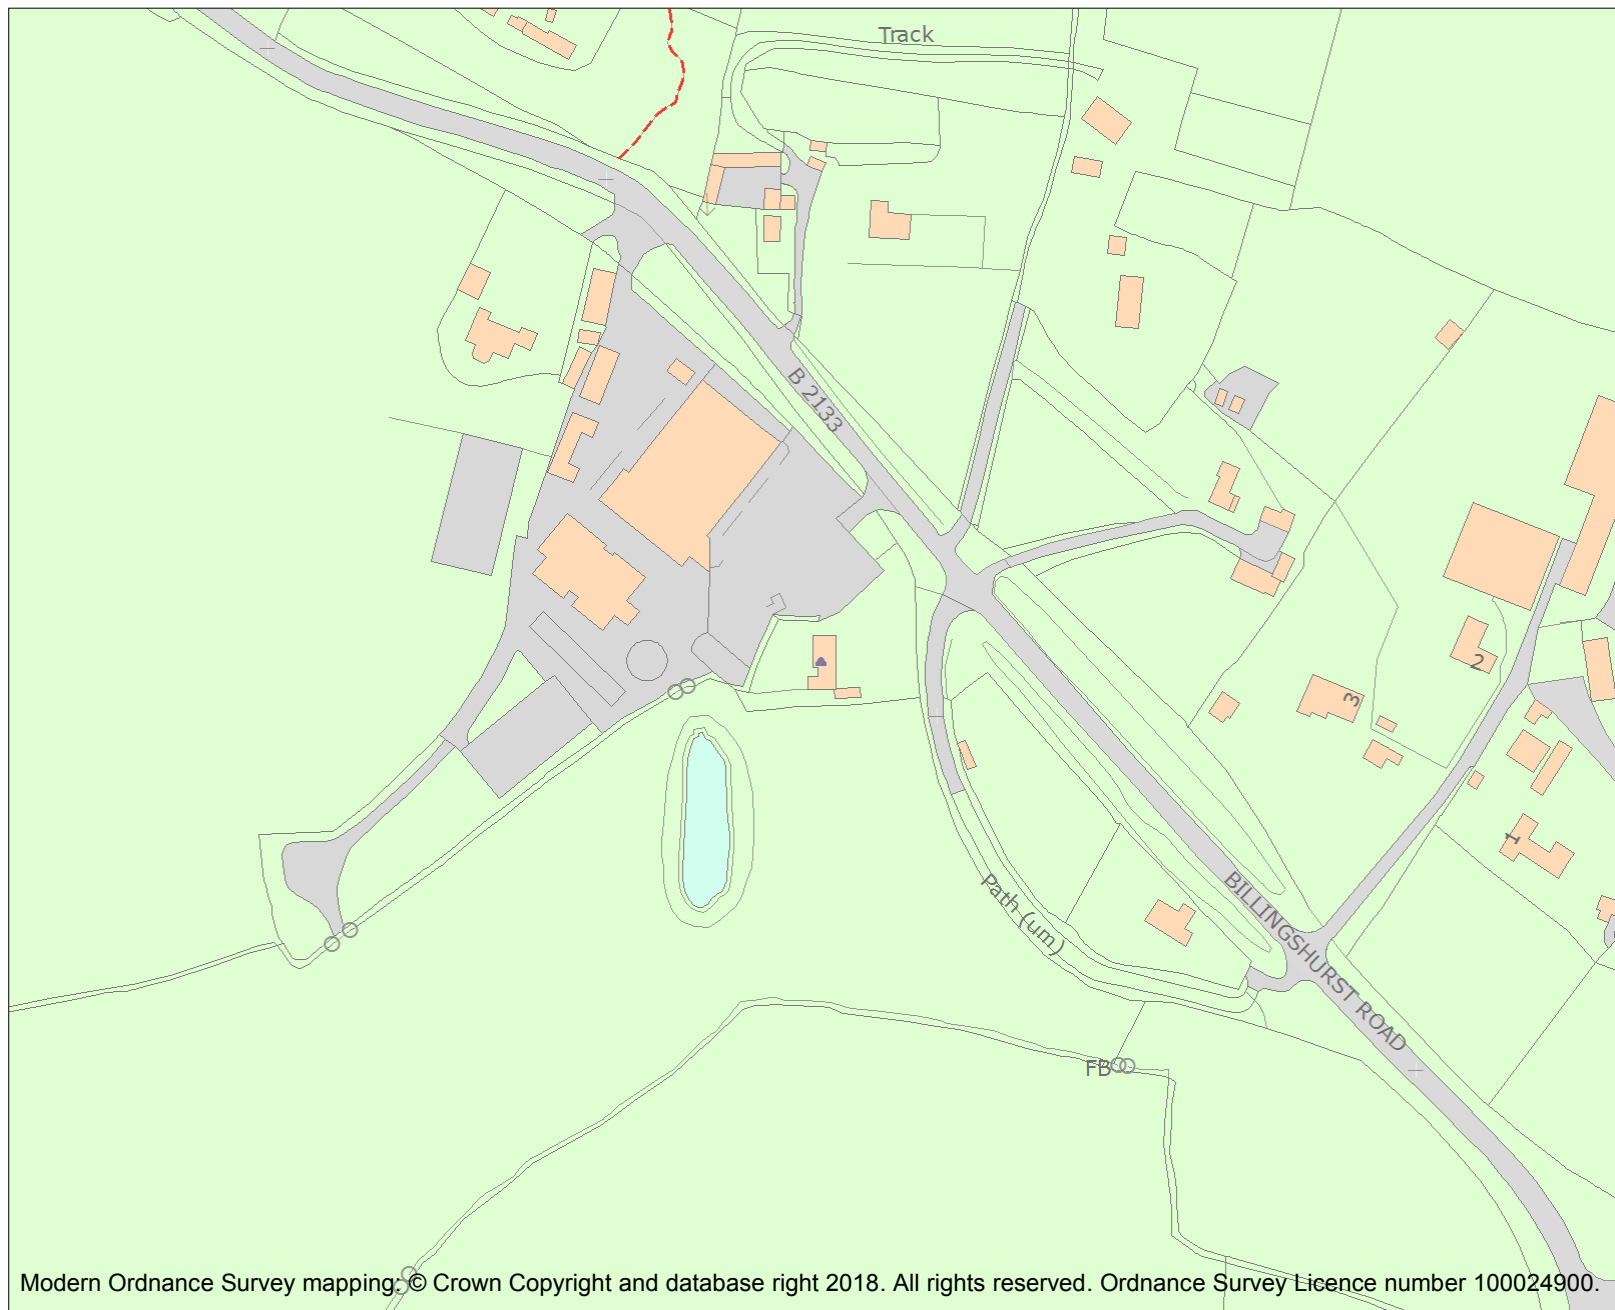 Track
B 2133
2
3
1
Path (um)
BILLINGSHURST ROAD
FB
Modern Ordnance Survey mapping: © Crown Copyright and database right 2018. All rights reserved. Ordnance Survey Licence number 100024900.